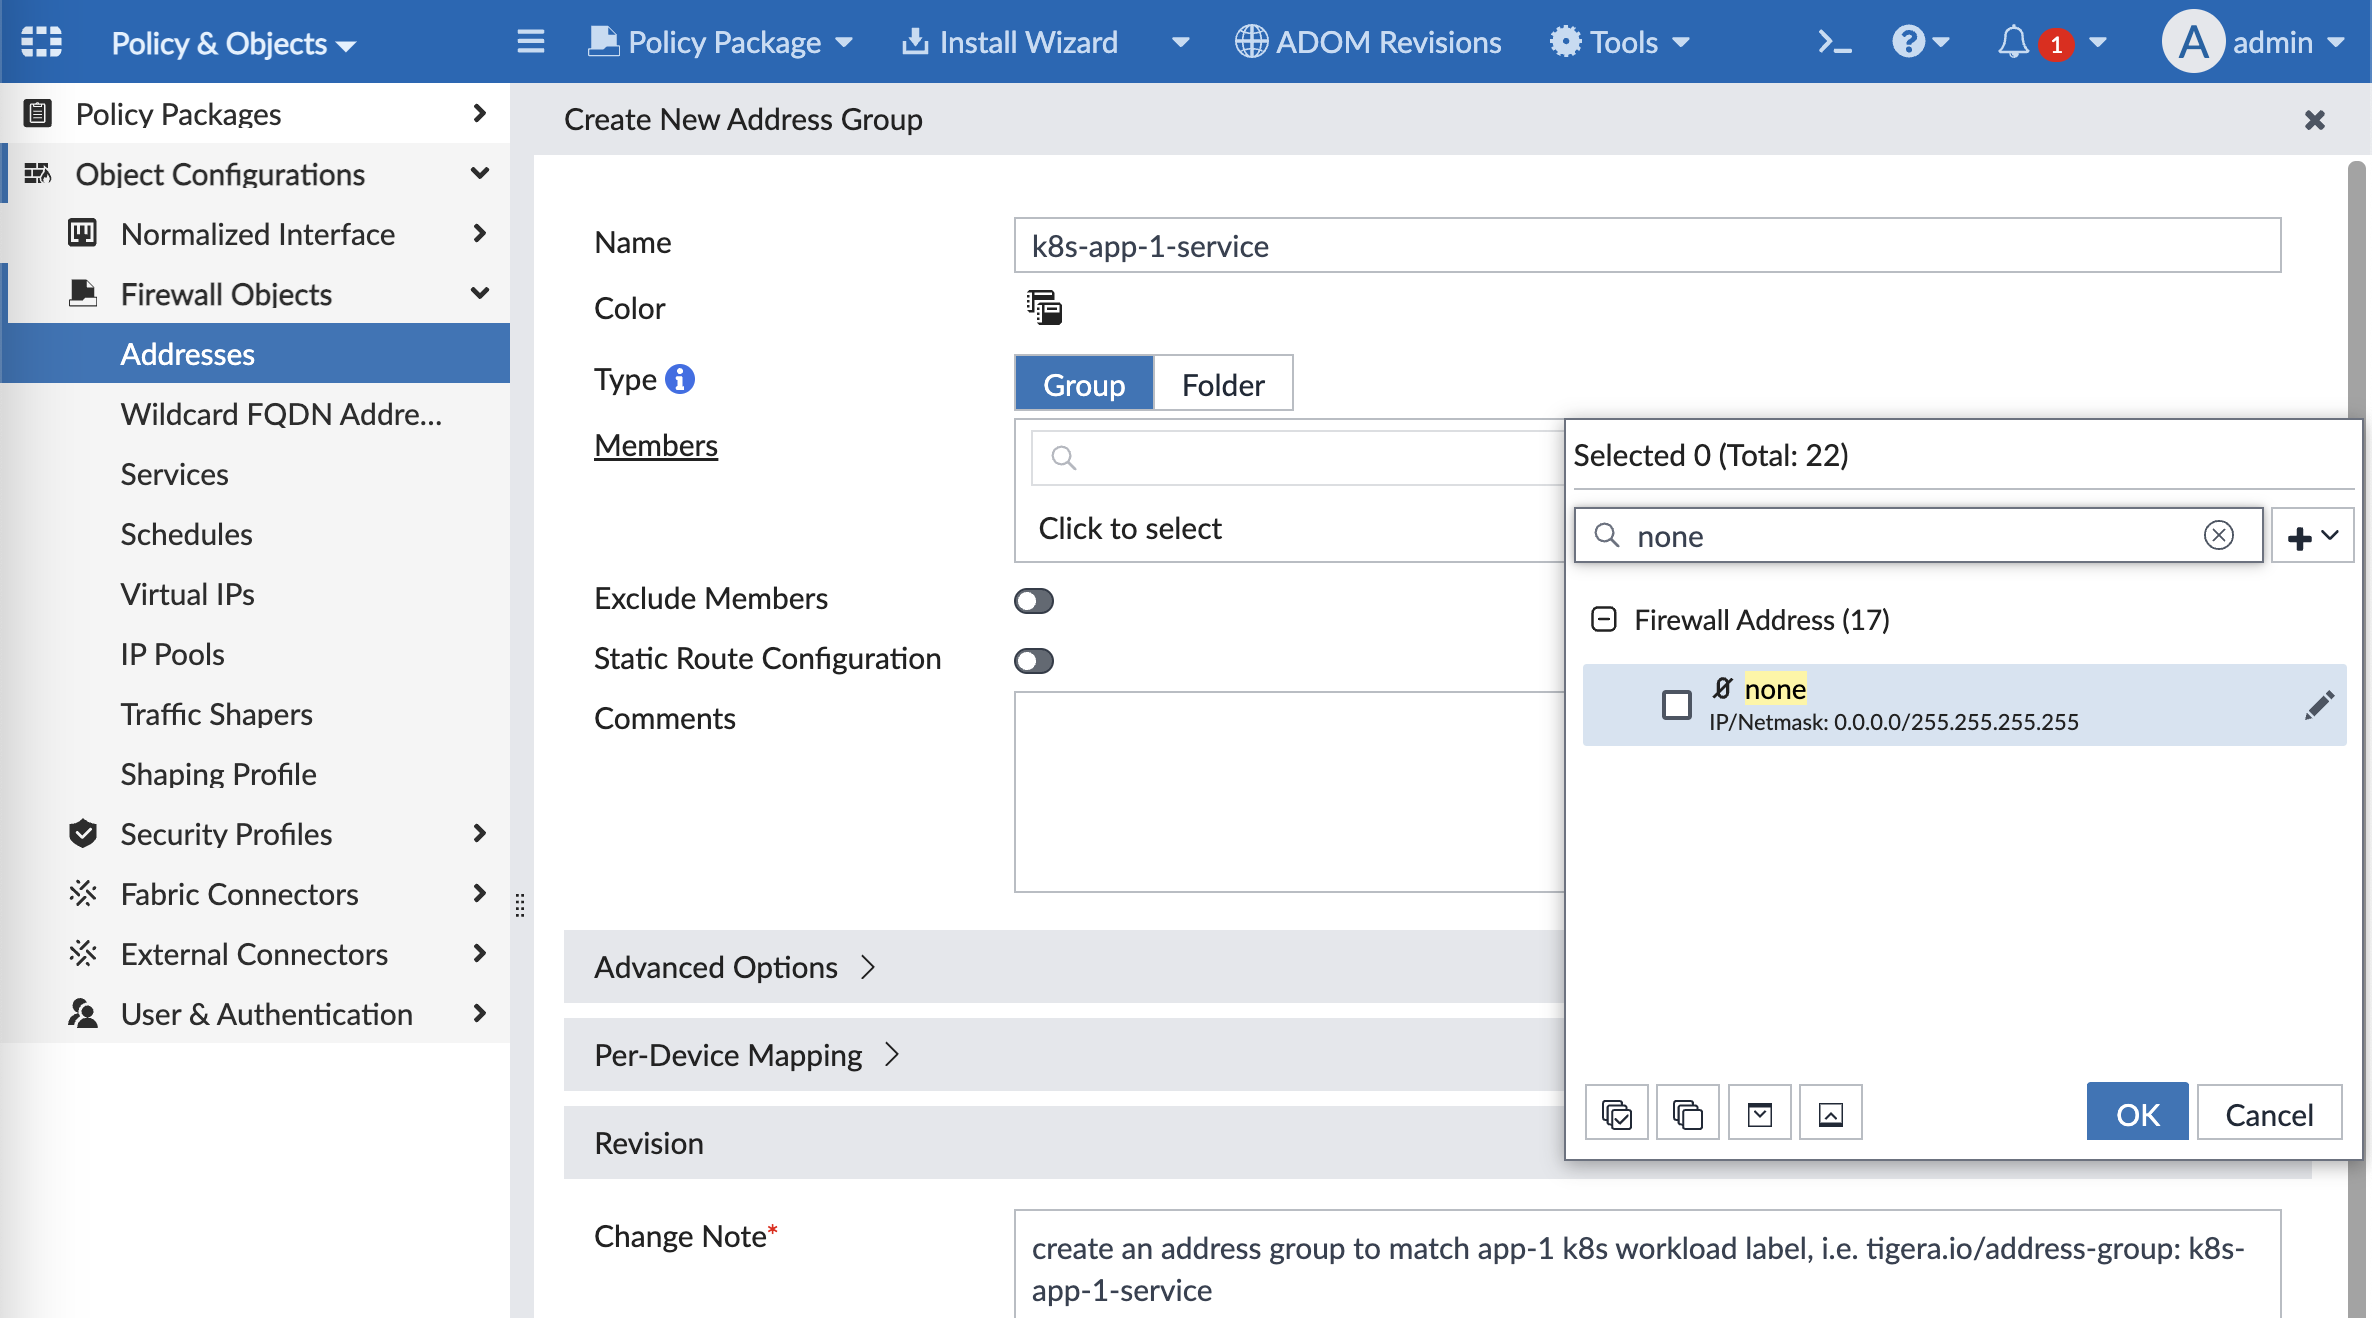 Policy & Objects
Policy Package
Install Wizard
ADOM Revisions
Tools
1
A
admin
Policy Packages
Object Configurations
Normalized Interface
Firewall Objects
Addresses
Wildcard FQDN Addre...
Services
Schedules
Virtual IPs
IP Pools
Traffic Shapers
Shaping Profile
Security Profiles
Fabric Connectors
External Connectors
User & Authentication
Create New Address Group
Name
k8s-app-1-service
Color
Type
Group
Folder
Members
Click to select
Exclude Members
Static Route Configuration
Comments
Advanced Options
Per-Device Mapping
Revision
Change Note*
create an address group to match app-1 k8s workload label, i.e. tigera.io/address-group: k8s-
app-1-service
Selected 0 (Total: 22)
none
Firewall Address (17)
none
IP/Netmask: 0.0.0.0/255.255.255.255
OK
Cancel